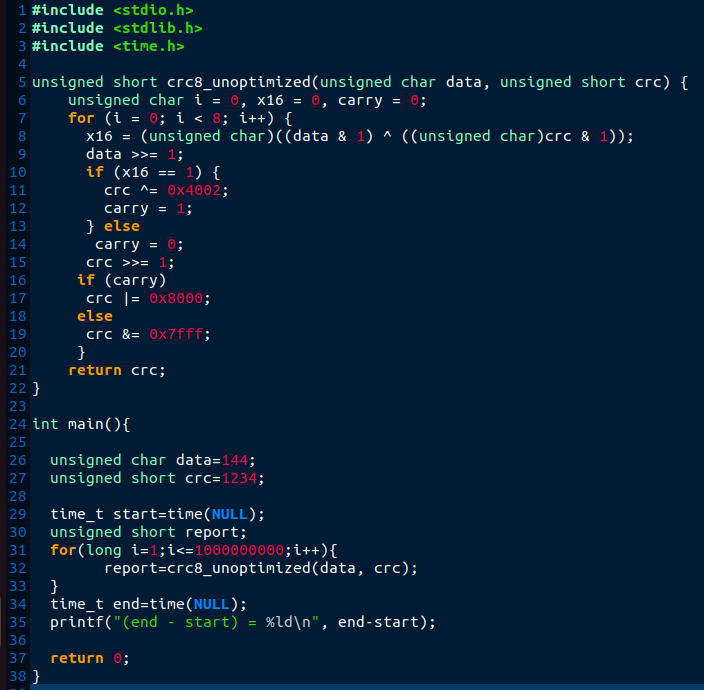 1 #include <stdio.h>
2 #include <stdlib.h>
3 #include <time.h>
4
5 unsigned short crc8_unoptimized(unsigned char data, unsigned short crc) {
6     unsigned char i = 0, x16 = 0, carry = 0;
7     for (i = 0; i < 8; i++) {
8       x16 = (unsigned char)((data & 1) ^ ((unsigned char)crc & 1));
9       data >>= 1;
10       if (x16 == 1) {
11         crc ^= 0x4002;
12         carry = 1;
13       } else
14        carry = 0;
15       crc >>= 1;
16      if (carry)
17       crc |= 0x8000;
18      else
19       crc &= 0x7fff;
20      }
21     return crc;
22 }
23
24 int main(){
25
26   unsigned char data=144;
27   unsigned short crc=1234;
28
29   time_t start=time(NULL);
30   unsigned short report;
31   for(long i=1;i<=1000000000;i++){
32         report=crc8_unoptimized(data, crc);
33   }
34   time_t end=time(NULL);
35   printf("(end - start) = %ld\n", end-start);
36
37   return 0;
38 }